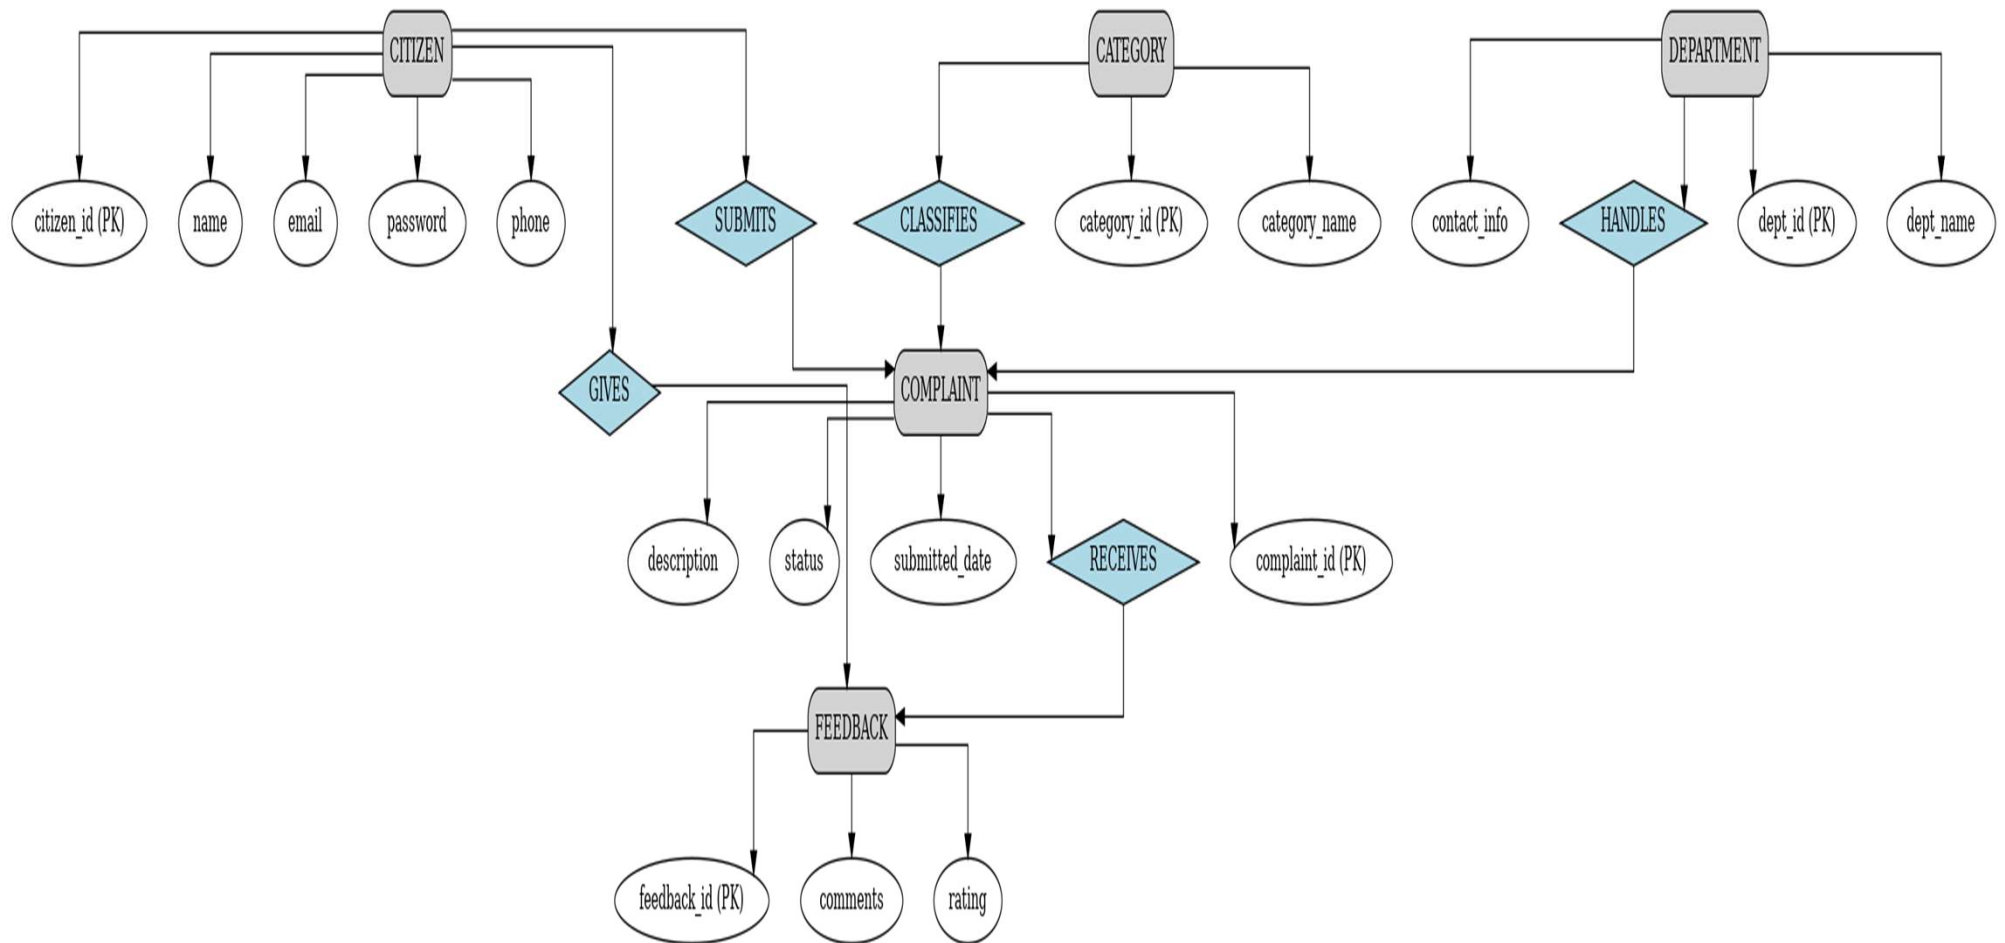 CITIZEN
CATEGORY
DEPARTMENT
citizen_id (PK)
name
email
password
phone
SUBMITS
CLASSIFIES
category_id (PK)
category_name
contact_info
HANDLES
dept_id (PK)
dept_name
GIVES
COMPLAINT
description
status
submitted_date
RECEIVES
complaint_id (PK)
FEEDBACK
feedback_id (PK)
comments
rating